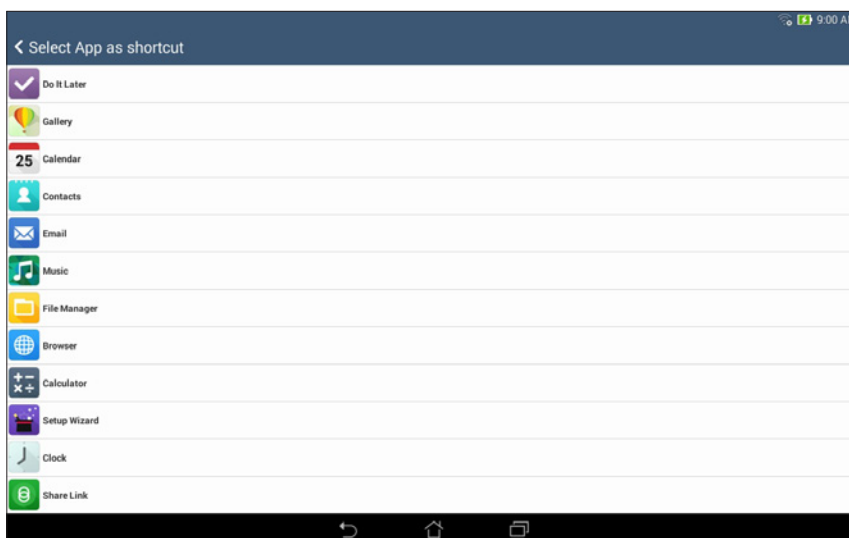 9:00 AM
Select App as shortcut
Do It Later
Gallery
25 Calendar
Contacts
Email
Music
File Manager
Browser
Calculator
Setup Wizard
Clock
Share Link